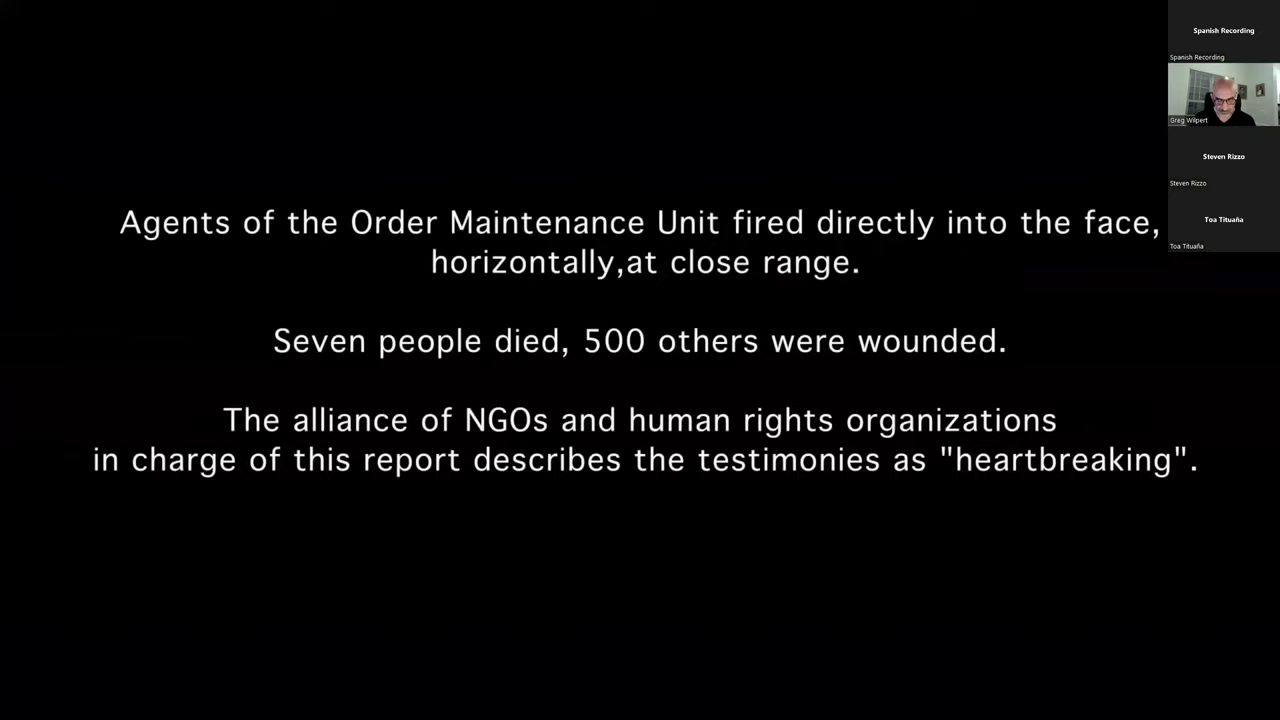 Agents of the Order Maintenance Unit fired directly into the face,
horizontally,at close range.
Seven people died, 500 others were wounded.
The alliance of NGOs and human rights organizations
in charge of this report describes the testimonies as "heartbreaking".
Spanish Recording
Spanish Recording
Greg Wilpert
Steven Rizzo
Steven Rizzo
Toa Tituaña
Toa Tituaña